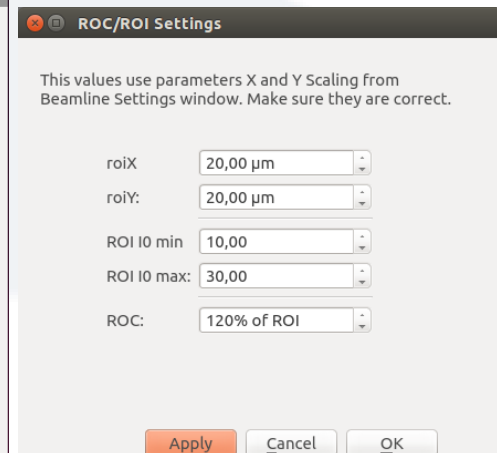 ROC/ROI Settings
This values use parameters X and Y Scaling from
Beamline Settings window. Make sure they are correct.
roiX 20,00 µm
roiY: 20,00 µm
ROI I0 min 10,00
ROI I0 max: 30,00
ROC: 120% of ROI
Apply Cancel OK